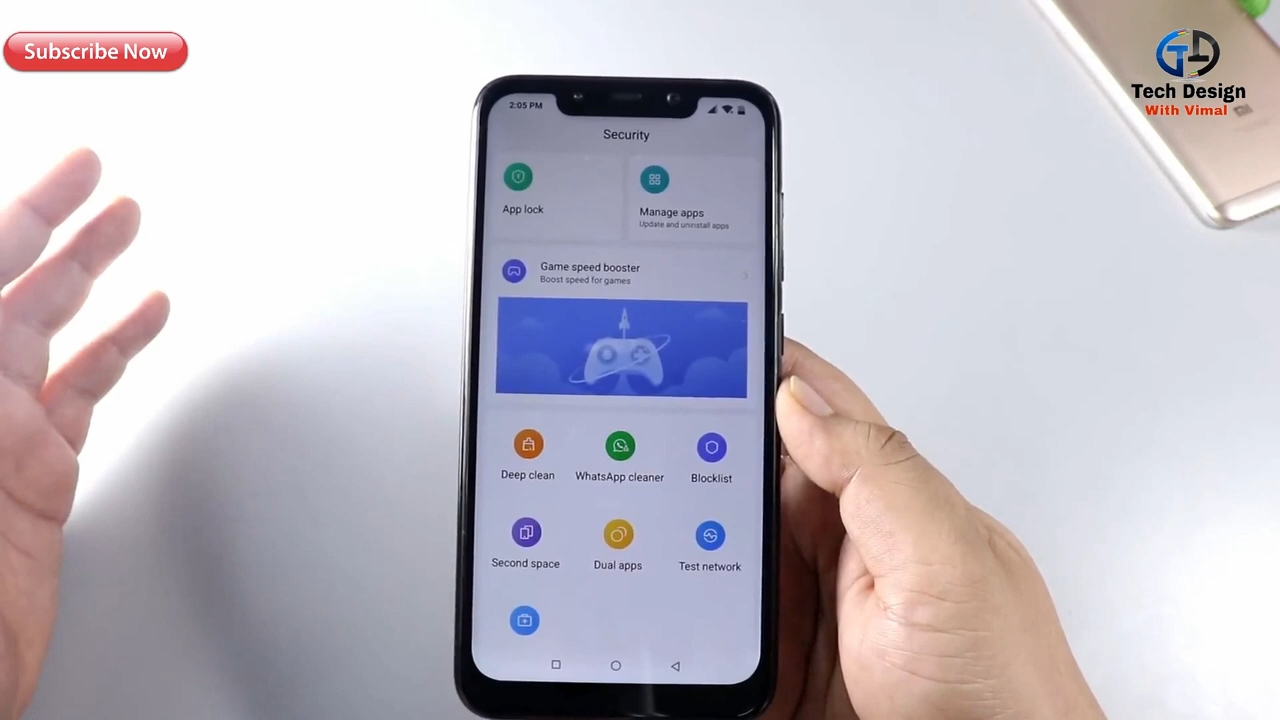 Subscribe Now
Tech Design
With Vimal
2:05 PM
Security
App lock
Manage apps
Update and uninstall apps
Game speed booster
Boost speed for games
Deep clean
WhatsApp cleaner
Blocklist
Second space
Dual apps
Test network